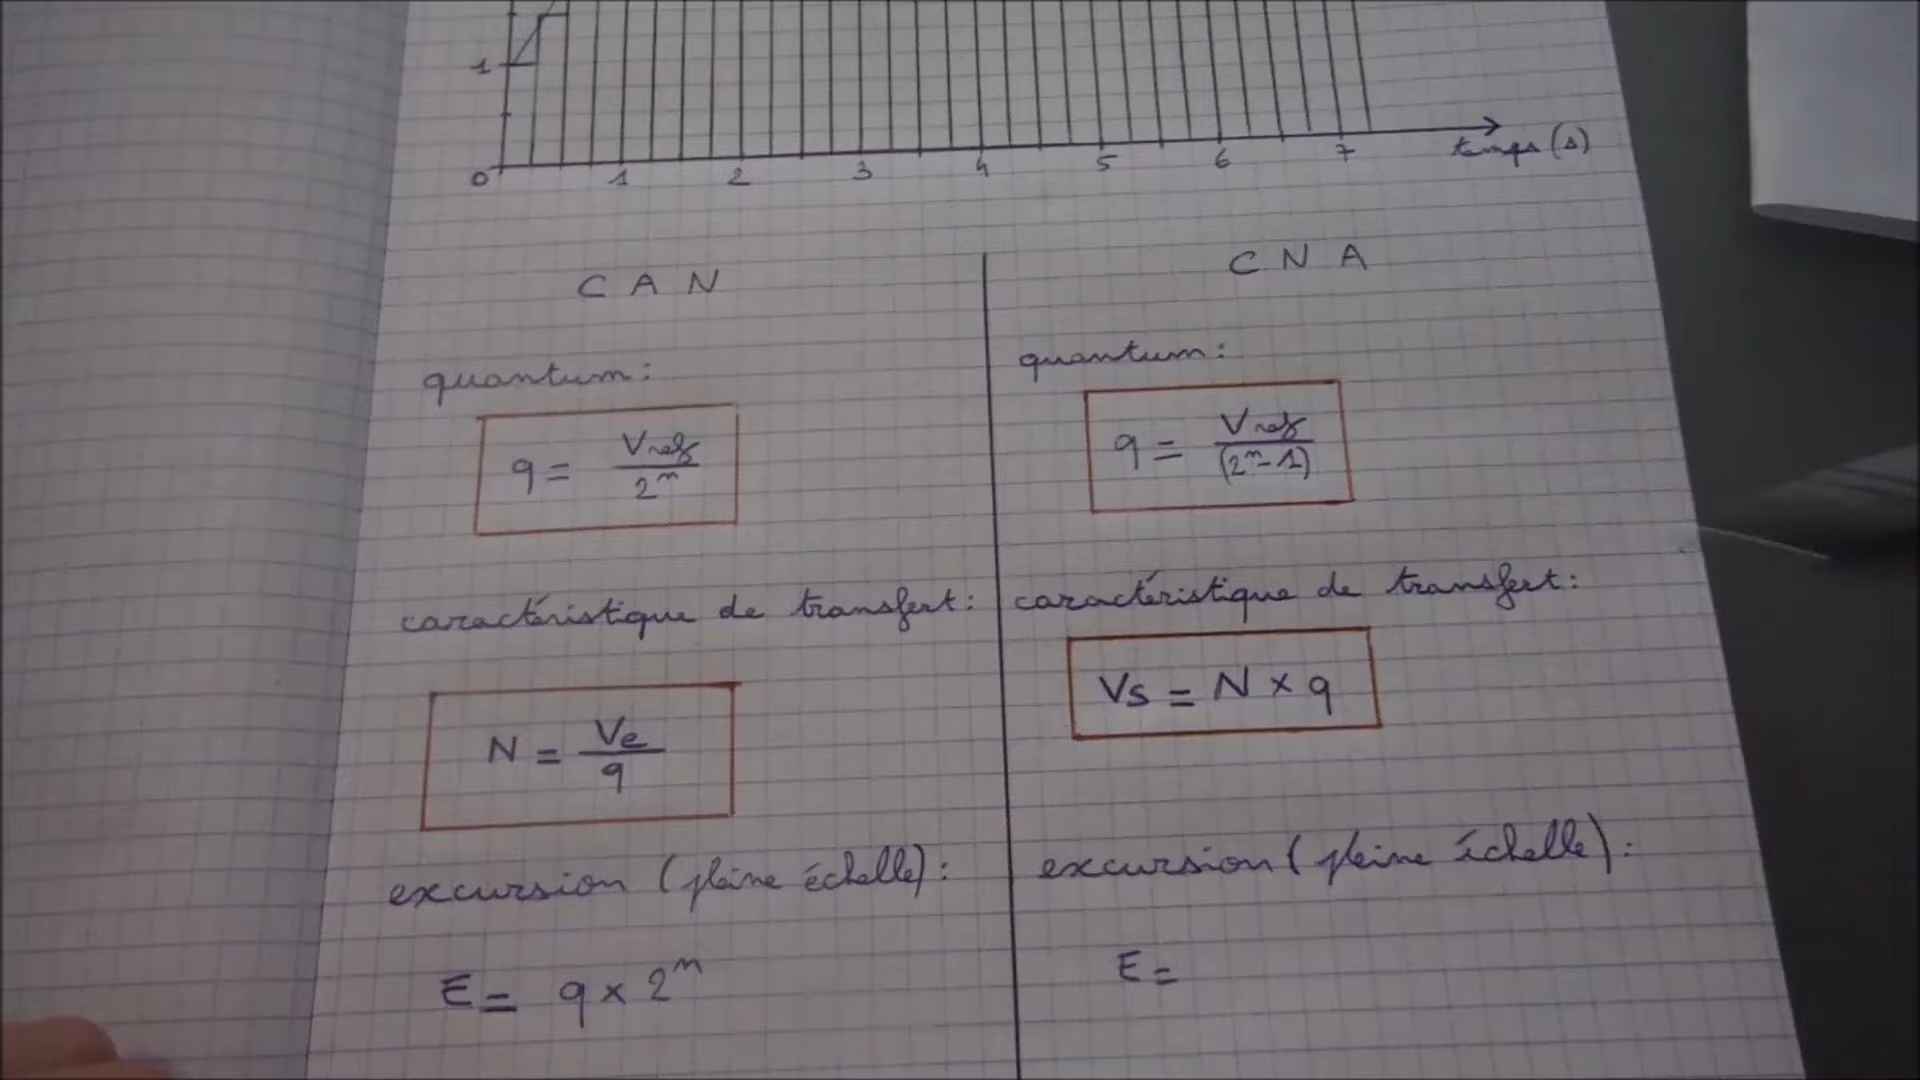 1
0 1 2 3 4 5 6 7 temps (s)
CAN
quantum:
q = Vref / 2^n
caractéristique de transfert:
N = Ve / q
excursion (pleine échelle):
E = q × 2^n
CNA
quantum:
q = Vref / (2^n - 1)
caractéristique de transfert:
Vs = N × q
excursion (pleine échelle):
E =